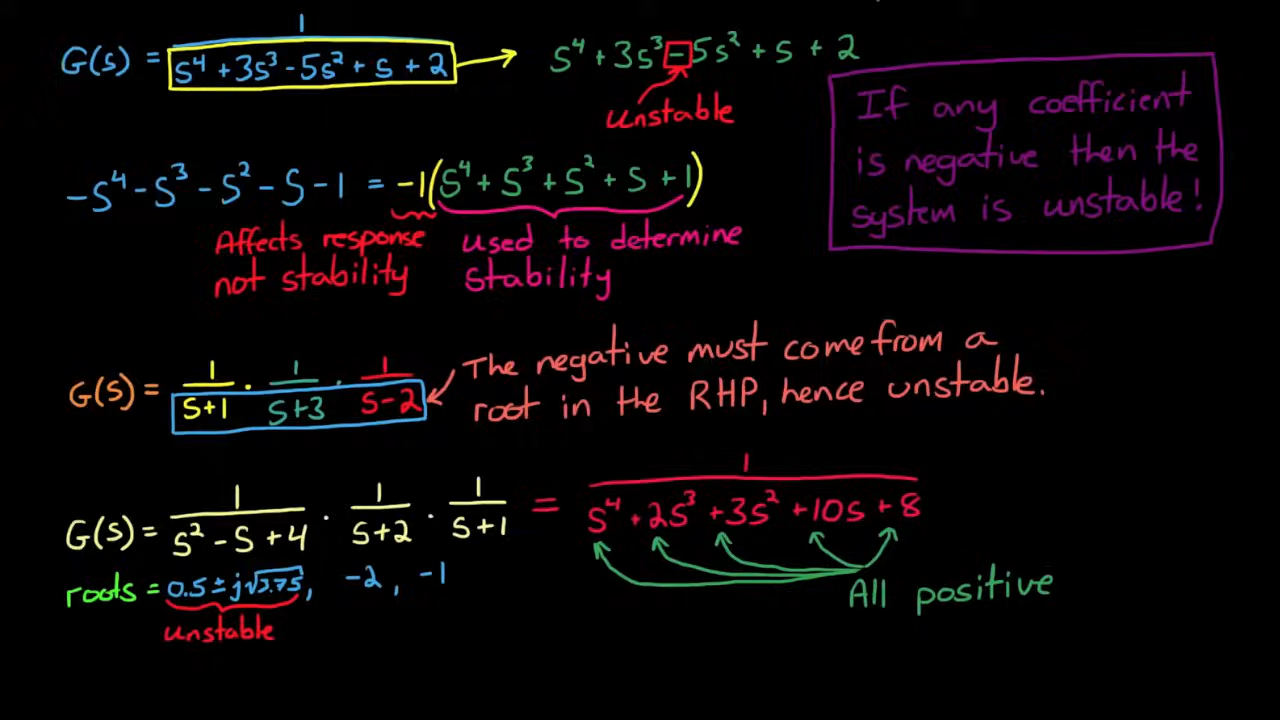 G(s) = 1 / (s⁴ + 3s³ - 5s² + s + 2) → s⁴ + 3s³ - 5s² + s + 2
unstable
If any coefficient
is negative then the
system is unstable!
-s⁴ - s³ - s² - s - 1 = -1(s⁴ + s³ + s² + s + 1)
Affects response
not stability
used to determine
stability
G(s) = 1/(s+1) · 1/(s+3) · 1/(s-2)
The negative must come from a
root in the RHP, hence unstable.
G(s) = 1/(s² - s + 4) · 1/(s+2) · 1/(s+1) = 1/(s⁴ + 2s³ + 3s² + 10s + 8)
roots = 0.5 ± j√3.75, -2, -1
unstable
All positive